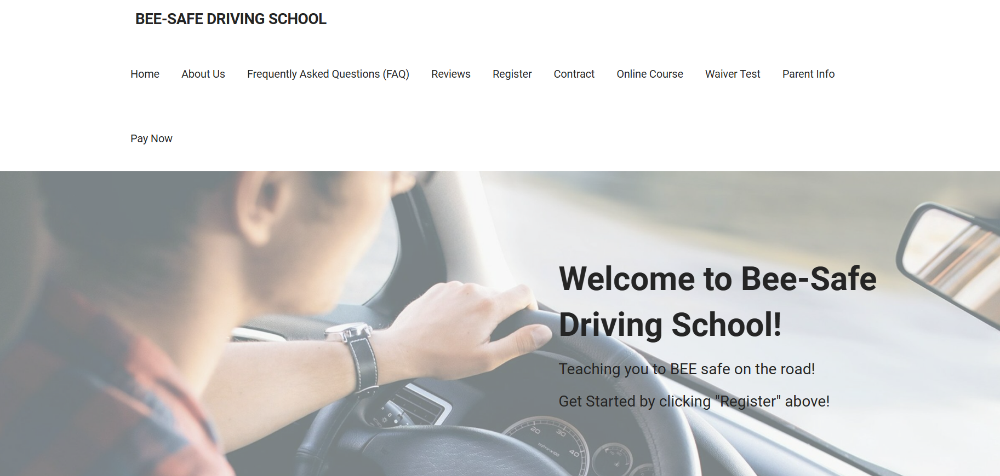 BEE-SAFE DRIVING SCHOOL
Home About Us Frequently Asked Questions (FAQ) Reviews Register Contract Online Course Waiver Test Parent Info
Pay Now
Welcome to Bee-Safe
Driving School!
Teaching you to BEE safe on the road!
Get Started by clicking "Register" above!
20
30
40